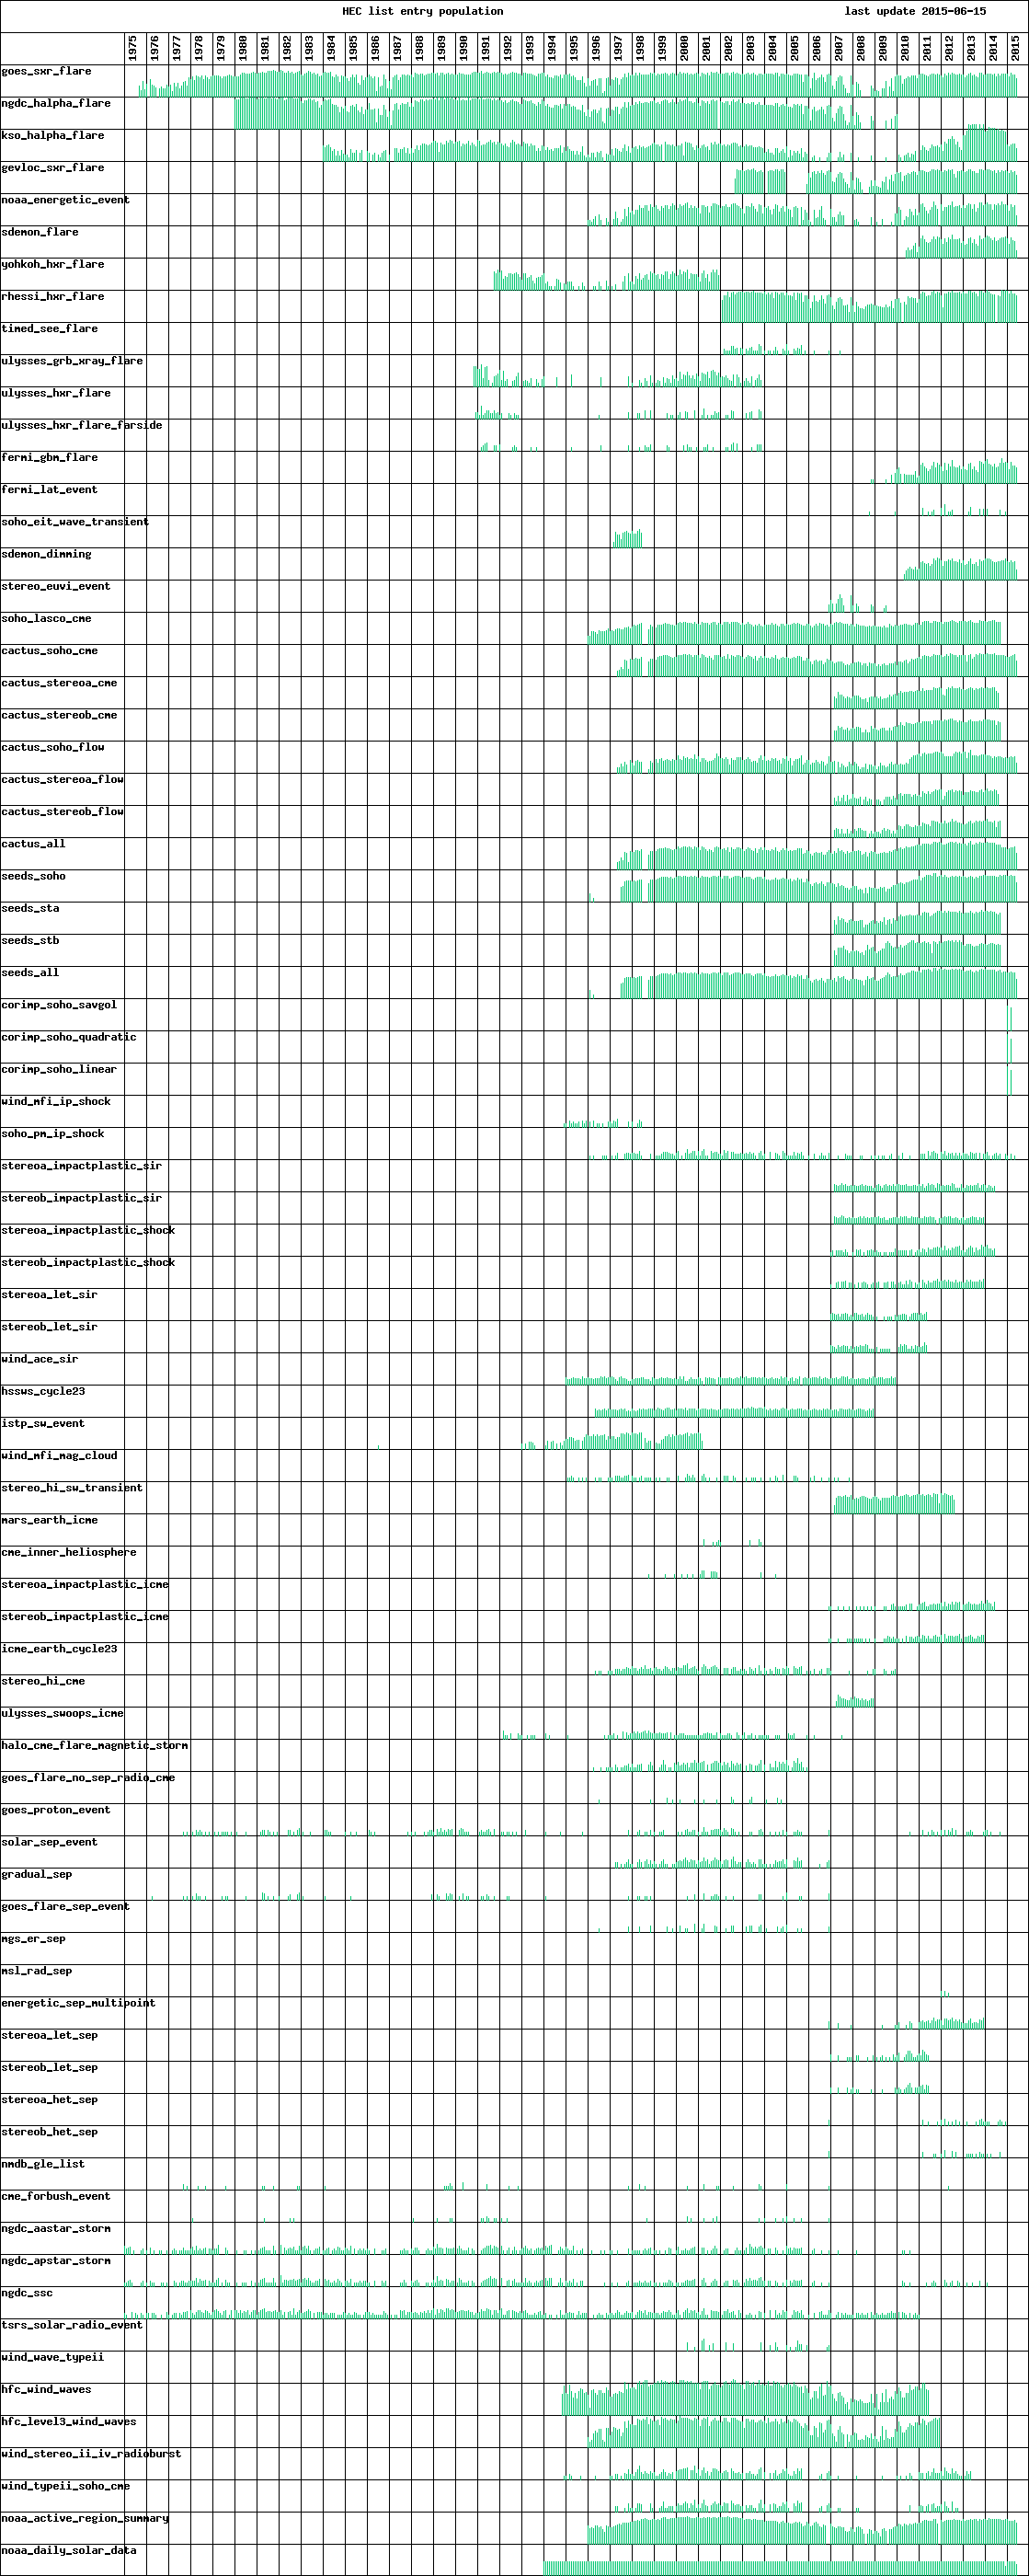 HEC list entry population last update 2015-06-15
1975 1976 1977 1978 1979 1980 1981 1982 1983 1984 1985 1986 1987 1988 1989 1990 1991 1992 1993 1994 1995 1996 1997 1998 1999 2000 2001 2002 2003 2004 2005 2006 2007 2008 2009 2010 2011 2012 2013 2014 2015
goes_sxr_flare
ngdc_halpha_flare
kso_halpha_flare
gevloc_sxr_flare
noaa_energetic_event
sdemon_flare
yohkoh_hxr_flare
rhessi_hxr_flare
timed_see_flare
ulysses_grb_xray_flare
ulysses_hxr_flare
ulysses_hxr_flare_farside
fermi_gbm_flare
fermi_lat_event
soho_eit_wave_transient
sdemon_dimming
stereo_euvi_event
soho_lasco_cme
cactus_soho_cme
cactus_stereoa_cme
cactus_stereob_cme
cactus_soho_flow
cactus_stereoa_flow
cactus_stereob_flow
cactus_all
seeds_soho
seeds_sta
seeds_stb
seeds_all
corimp_soho_savgol
corimp_soho_quadratic
corimp_soho_linear
wind_mfi_ip_shock
soho_pm_ip_shock
stereoa_impactplastic_sir
stereob_impactplastic_sir
stereoa_impactplastic_shock
stereob_impactplastic_shock
stereoa_let_sir
stereob_let_sir
wind_ace_sir
hssws_cycle23
istp_sw_event
wind_mfi_mag_cloud
stereo_hi_sw_transient
mars_earth_icme
cme_inner_heliosphere
stereoa_impactplastic_icme
stereob_impactplastic_icme
icme_earth_cycle23
stereo_hi_cme
ulysses_swoops_icme
halo_cme_flare_magnetic_storm
goes_flare_no_sep_radio_cme
goes_proton_event
solar_sep_event
gradual_sep
goes_flare_sep_event
mgs_er_sep
msl_rad_sep
energetic_sep_multipoint
stereoa_let_sep
stereob_let_sep
stereoa_het_sep
stereob_het_sep
nmdb_gle_list
cme_forbush_event
ngdc_aastar_storm
ngdc_apstar_storm
ngdc_ssc
tsrs_solar_radio_event
wind_wave_typeii
hfc_wind_waves
hfc_level3_wind_waves
wind_stereo_ii_iv_radioburst
wind_typeii_soho_cme
noaa_active_region_summary
noaa_daily_solar_data